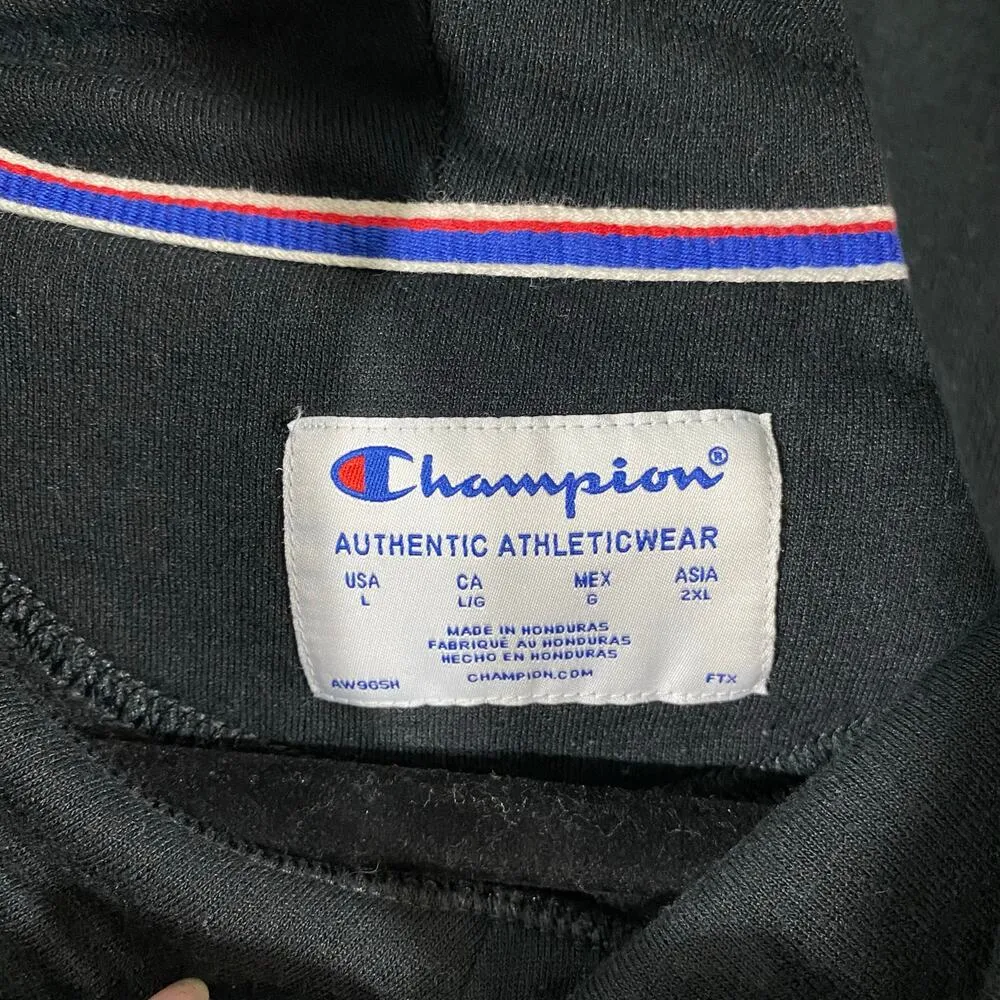 Champion®
AUTHENTIC ATHLETICWEAR
USA CA MEX ASIA
L L/G G 2XL
MADE IN HONDURAS
FABRIQUÉ AU HONDURAS
HECHO EN HONDURAS
CHAMPION.COM
AW96SH FTX